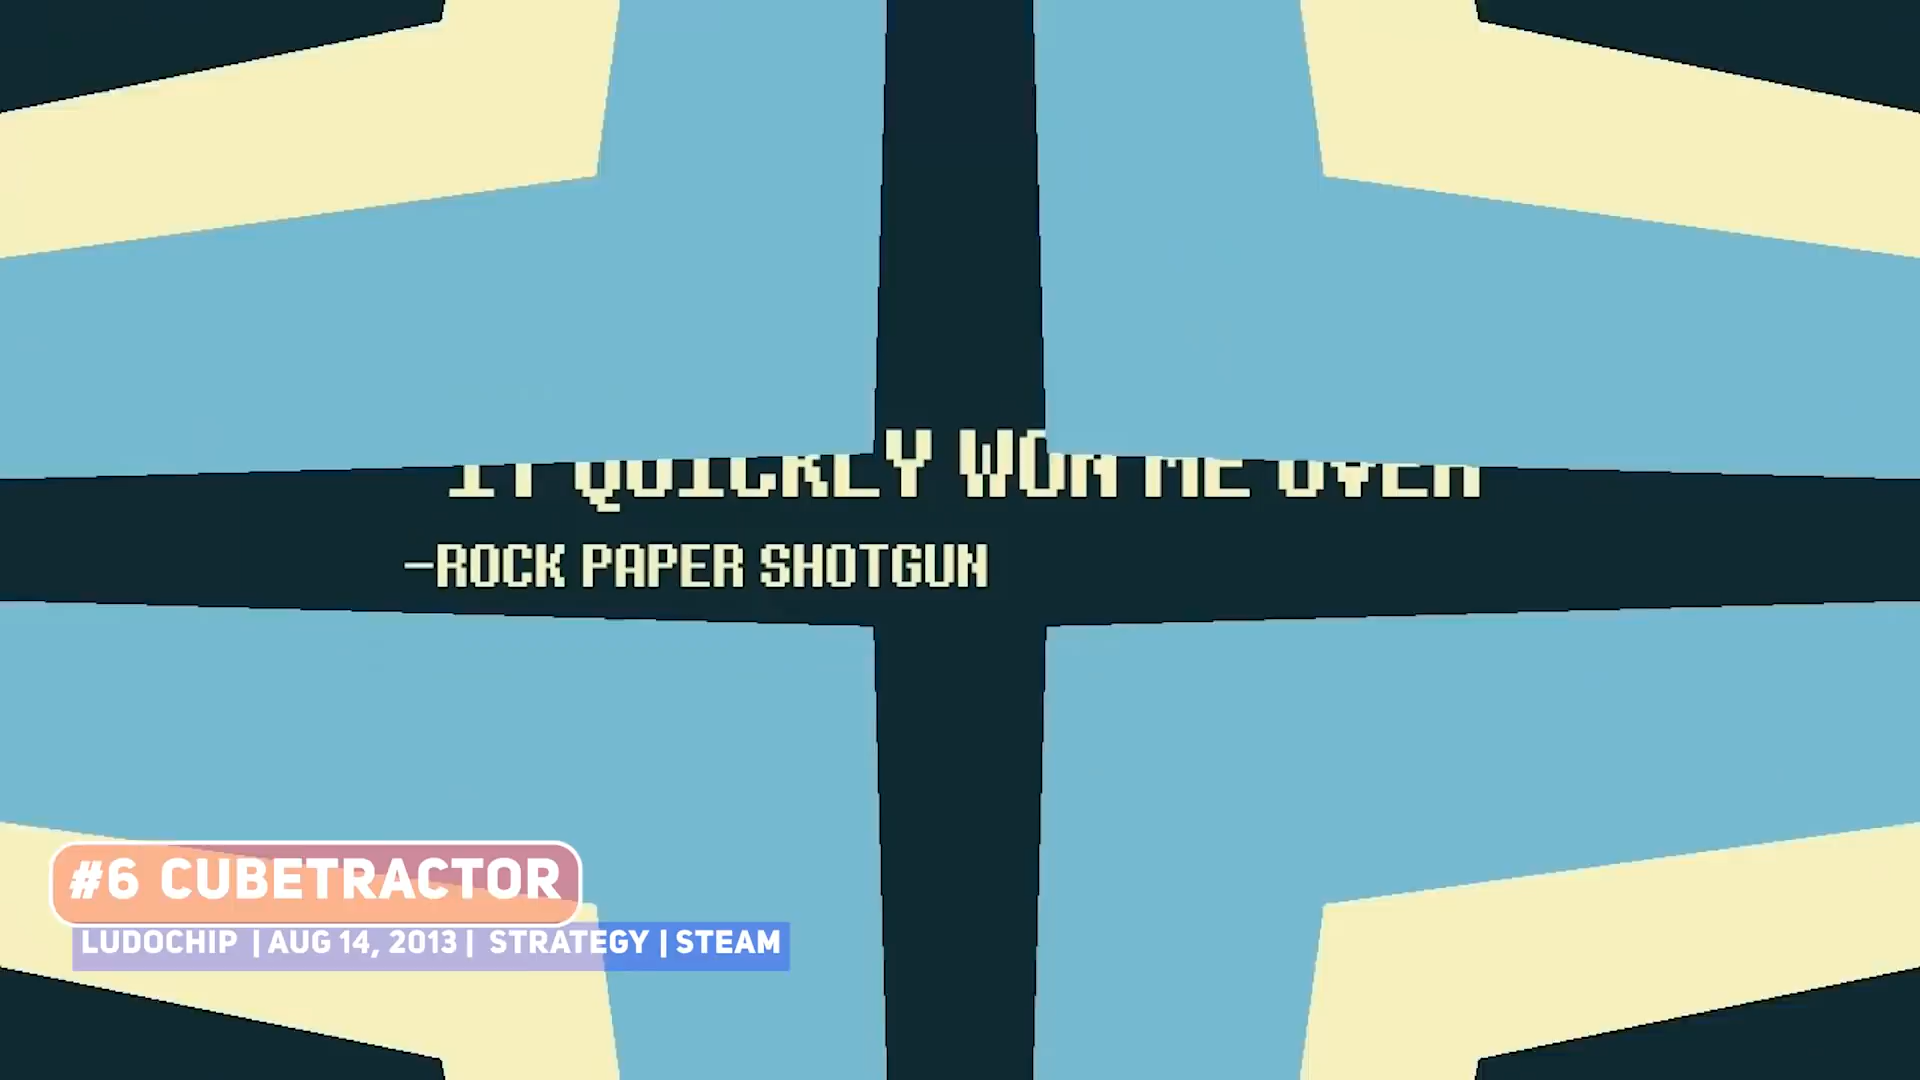 IT QUICKLY WON ME OVER
—ROCK PAPER SHOTGUN
#6 CUBETRACTOR
LUDOCHIP | AUG 14, 2013 | STRATEGY | STEAM